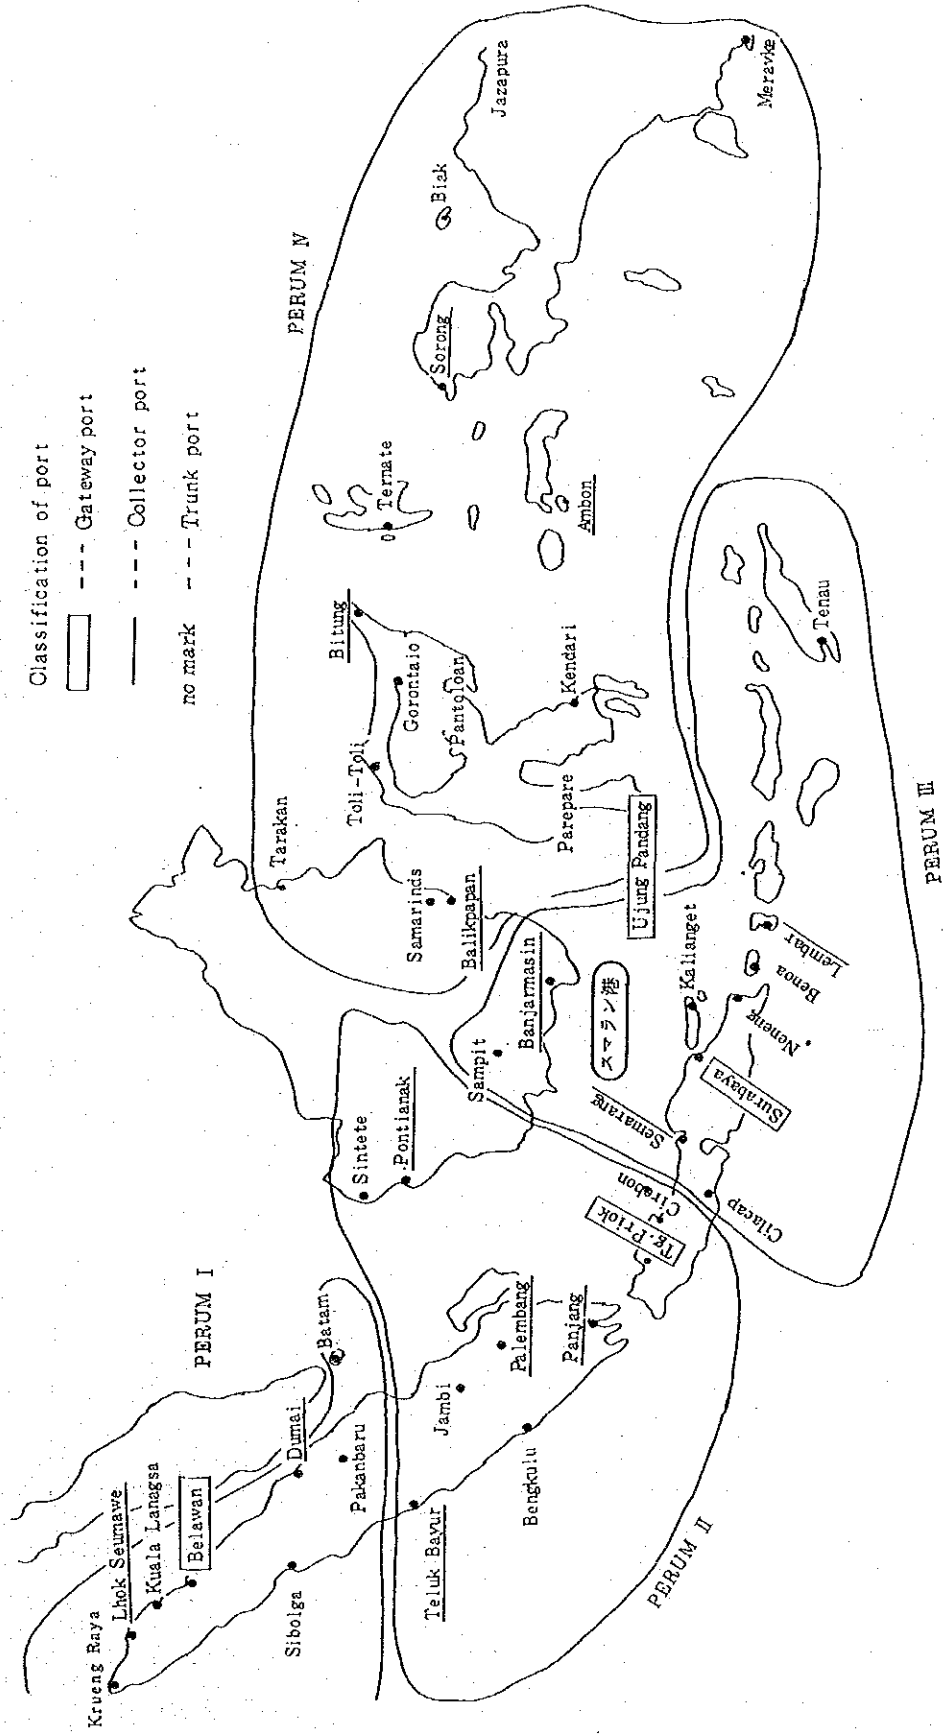 Classification of port
--- Gateway port
--- Collector port
no mark --- Trunk port
PERUM I
PERUM IV
Krueng Raya
Lhok Seumawe
Kuala Lanagsa
Belawan
Sibolga
Dumai
Pakanbaru
Batam
Teluk Bayur
Jambi
Bengkulu
Palembang
Panjang
PERUM II
Sintete
Pontianak
Tg. Priok
Cirebon
Cilacap
Semarang
スマラン港
Surabaya
Kalianget
Neneng
Benoa
Lembar
Tenau
PERUM III
Sampit
Banjarmasin
Balikpapan
Samarinds
Tarakan
Toli-Toli
Gorontalo
Pantoloan
Bitung
Parepare
Ujung Pandang
Kendari
Ternate
Ambon
Sorong
Biak
Jazapura
Meravke